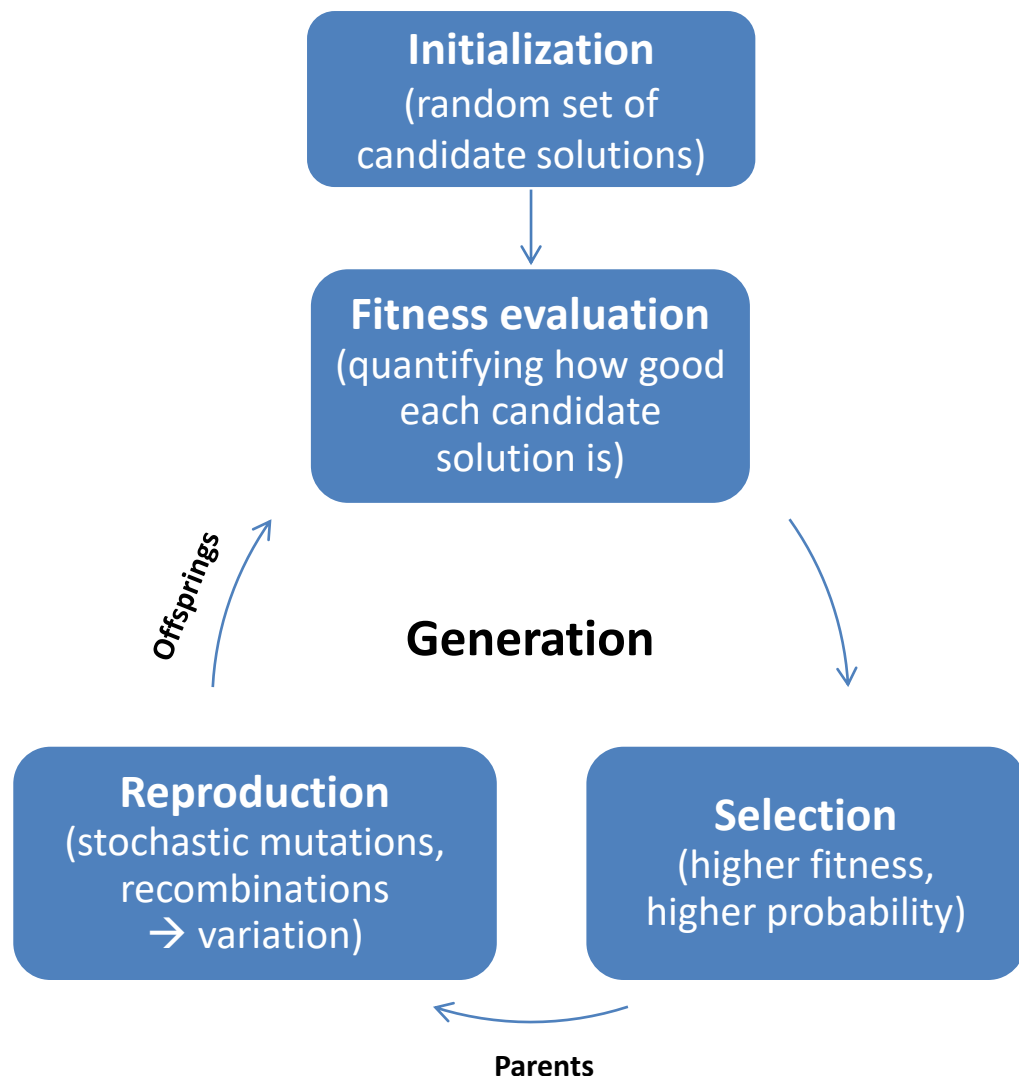 Initialization
(random set of
candidate solutions)
Fitness evaluation
(quantifying how good
each candidate
solution is)
Offsprings
Generation
Reproduction
(stochastic mutations,
recombinations
→ variation)
Selection
(higher fitness,
higher probability)
Parents